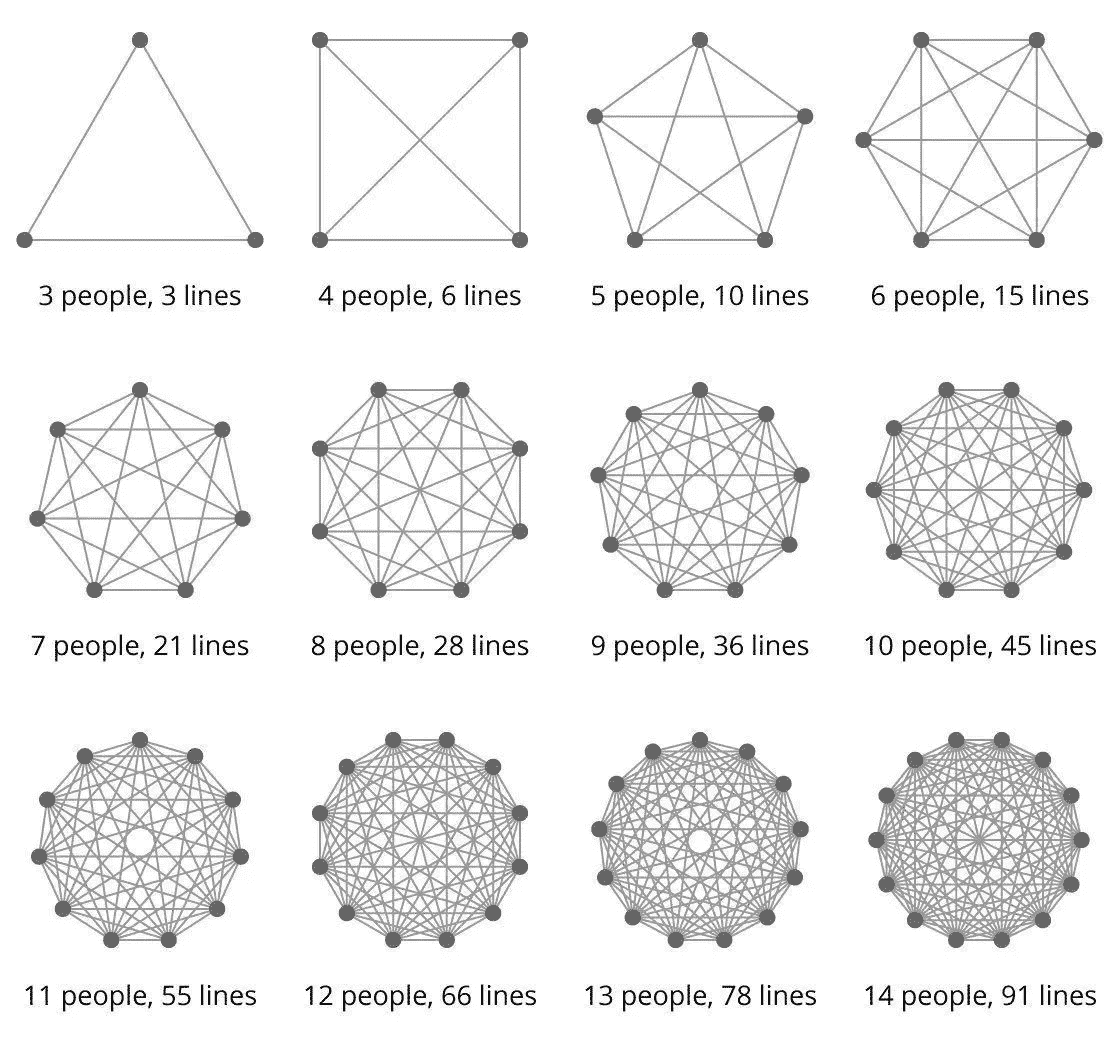 3 people, 3 lines
4 people, 6 lines
5 people, 10 lines
6 people, 15 lines
7 people, 21 lines
8 people, 28 lines
9 people, 36 lines
10 people, 45 lines
11 people, 55 lines
12 people, 66 lines
13 people, 78 lines
14 people, 91 lines